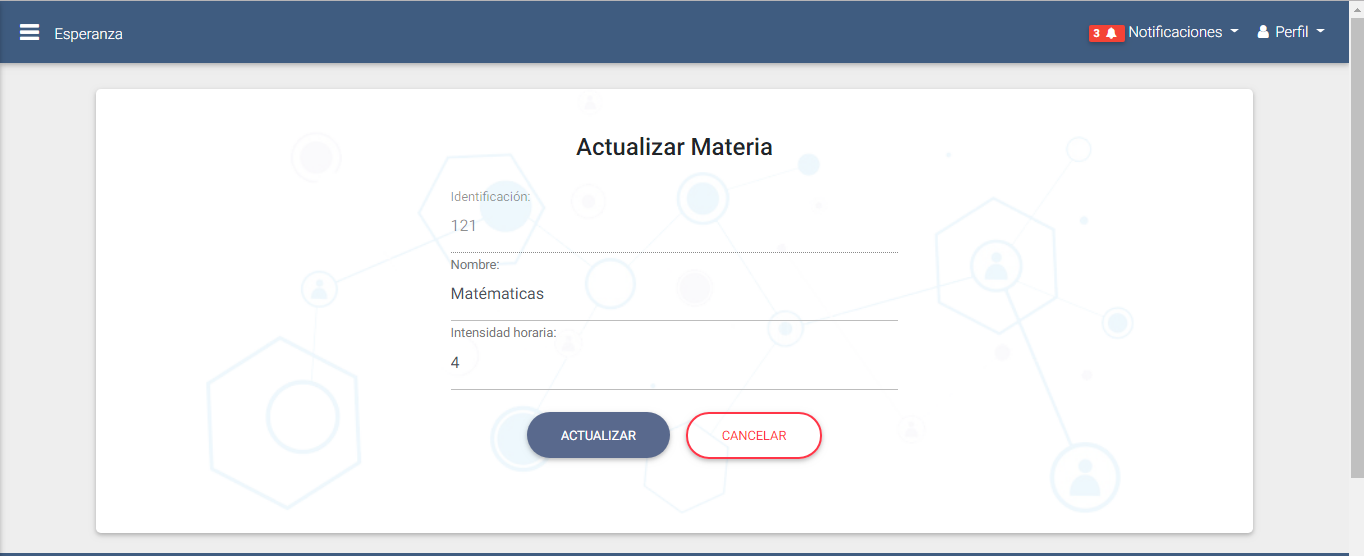 Esperanza
3 Notificaciones Perfil
Actualizar Materia
Identificación:
121
Nombre:
Matématicas
Intensidad horaria:
4
ACTUALIZAR CANCELAR